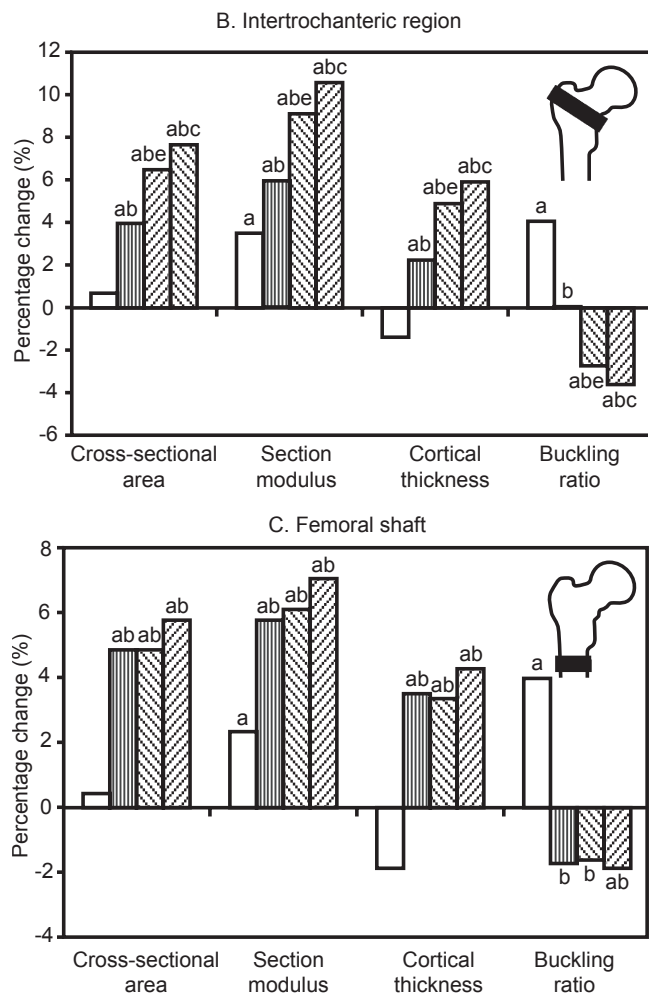 B. Intertrochanteric region
Percentage change (%)
12
10
8
6
4
2
0
-2
-4
-6
ab
abe
abc
a
ab
abe
abc
ab
abe
abc
a
b
abe
abc
Cross-sectional
area
Section
modulus
Cortical
thickness
Buckling
ratio
C. Femoral shaft
Percentage change (%)
8
6
4
2
0
-2
-4
ab
ab
ab
a
ab
ab
ab
ab
ab
ab
a
b
b
ab
Cross-sectional
area
Section
modulus
Cortical
thickness
Buckling
ratio